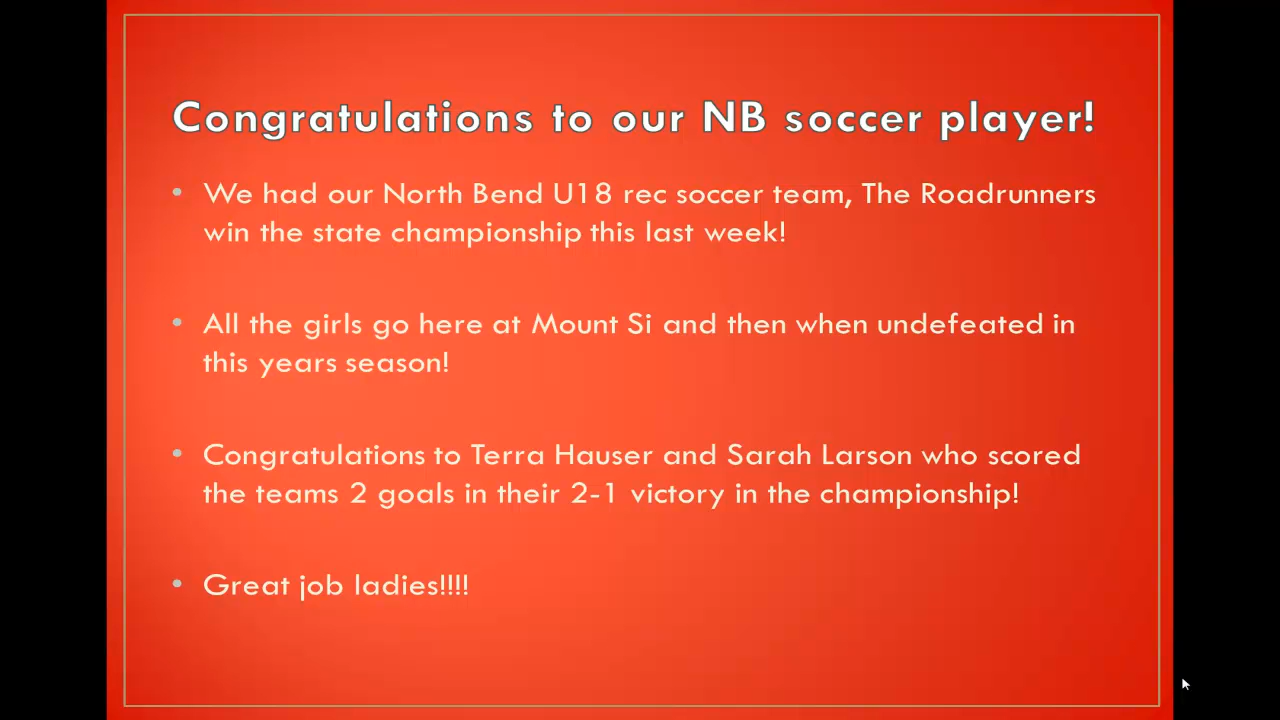 Congratulations to our NB soccer player!
• We had our North Bend U18 rec soccer team, The Roadrunners
win the state championship this last week!
• All the girls go here at Mount Si and then when undefeated in
this years season!
• Congratulations to Terra Hauser and Sarah Larson who scored
the teams 2 goals in their 2-1 victory in the championship!
• Great job ladies!!!!